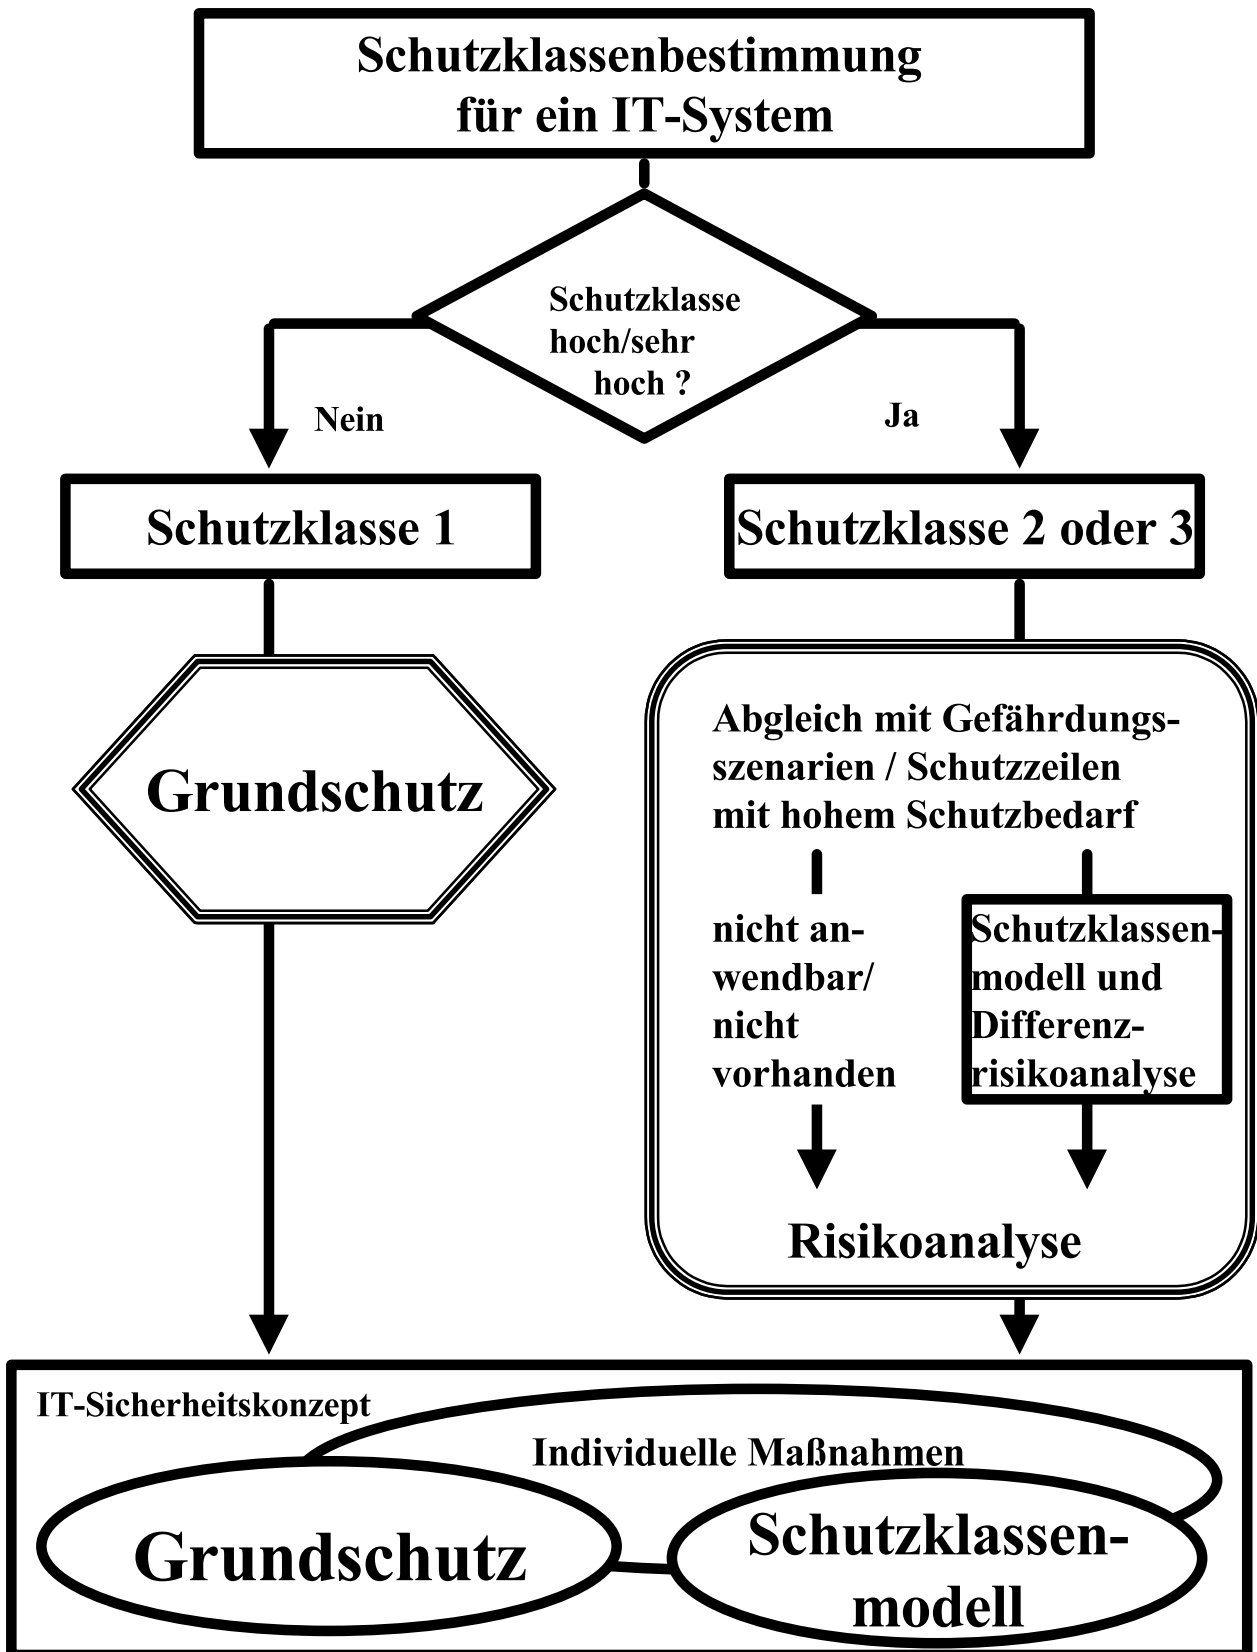 Schutzklassenbestimmung
für ein IT-System
Schutzklasse
hoch/sehr
hoch ?
Nein
Ja
Schutzklasse 1
Schutzklasse 2 oder 3
Grundschutz
Abgleich mit Gefährdungs-
szenarien / Schutzzeilen
mit hohem Schutzbedarf
nicht an-
wendbar/
nicht
vorhanden
Schutzklassen-
modell und
Differenz-
risikoanalyse
Risikoanalyse
IT-Sicherheitskonzept
Individuelle Maßnahmen
Grundschutz
Schutzklassen-
modell